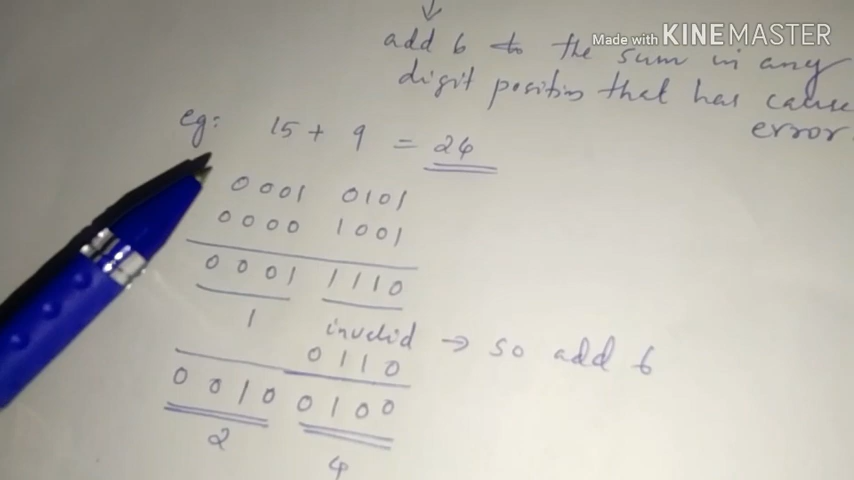 Made with KINEMASTER
add 6 to the sum in any
digit position that has cause
error.
eg: 15 + 9 = 24
0001 0101
0000 1001
0001 1110
1 invalid → so add 6
0110
0010 0100
2 4